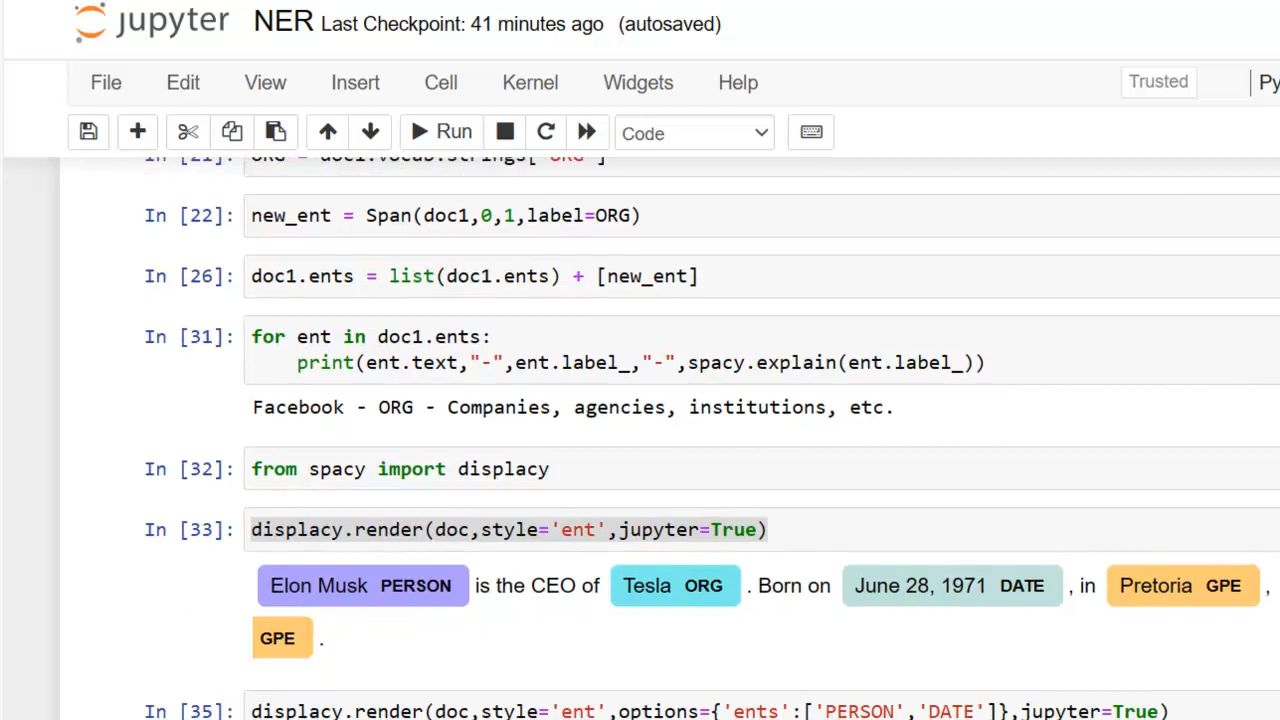 jupyter NER Last Checkpoint: 41 minutes ago (autosaved)
File Edit View Insert Cell Kernel Widgets Help Trusted Py
Run Code
In [21]: ORG = doc1.vocab.strings["ORG"]
In [22]: new_ent = Span(doc1,0,1,label=ORG)
In [26]: doc1.ents = list(doc1.ents) + [new_ent]
In [31]: for ent in doc1.ents:
print(ent.text,"-",ent.label_,"-",spacy.explain(ent.label_))
Facebook - ORG - Companies, agencies, institutions, etc.
In [32]: from spacy import displacy
In [33]: displacy.render(doc,style='ent',jupyter=True)
Elon Musk PERSON is the CEO of Tesla ORG . Born on June 28, 1971 DATE , in Pretoria GPE ,
GPE .
In [35]: displacy.render(doc,style='ent',options={'ents':['PERSON','DATE']},jupyter=True)